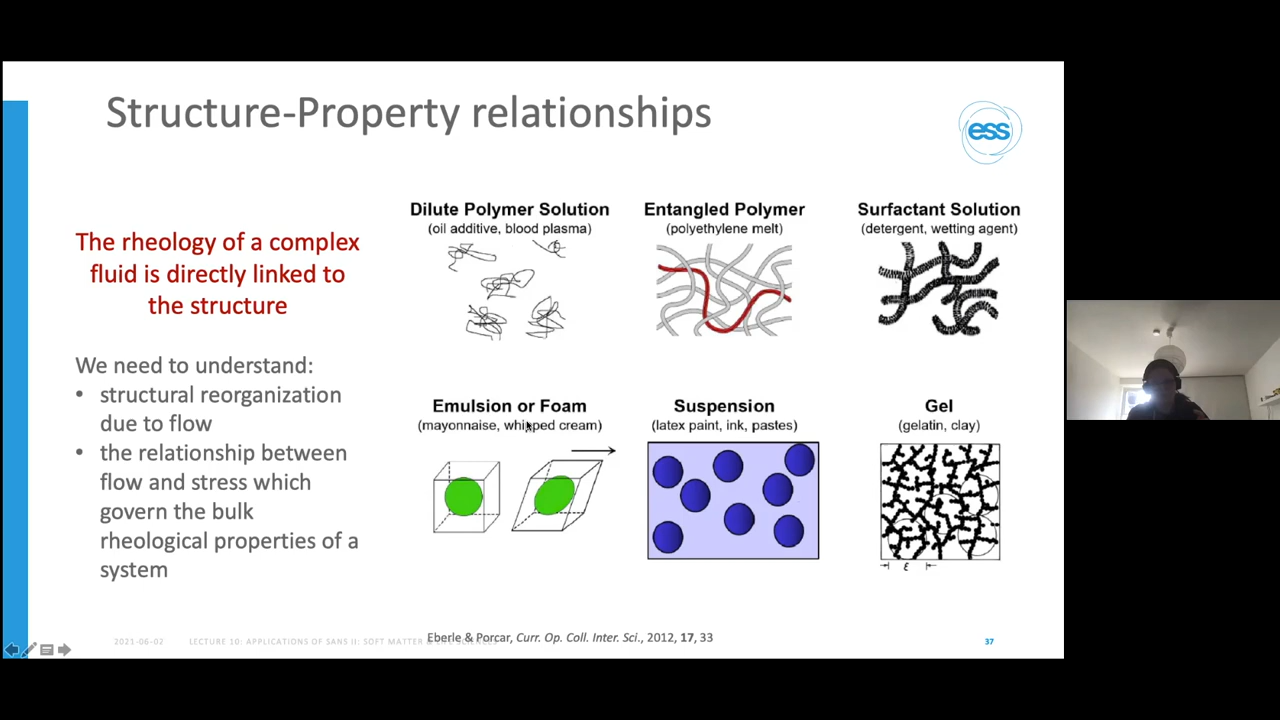 Structure-Property relationships
ess
The rheology of a complex
fluid is directly linked to
the structure
We need to understand:
• structural reorganization
due to flow
• the relationship between
flow and stress which
govern the bulk
rheological properties of a
system
Dilute Polymer Solution
(oil additive, blood plasma)
Entangled Polymer
(polyethylene melt)
Surfactant Solution
(detergent, wetting agent)
Emulsion or Foam
(mayonnaise, whipped cream)
Suspension
(latex paint, ink, pastes)
Gel
(gelatin, clay)
ε
2021-06-02
LECTURE 10: APPLICATIONS OF SANS II: SOFT MATTER &
Eberle & Porcar, Curr. Op. Coll. Inter. Sci., 2012, 17, 33
37